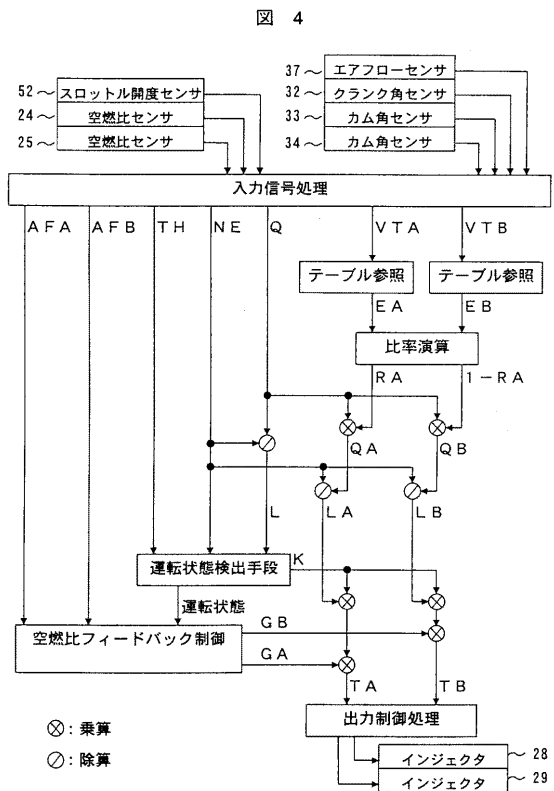 図 4
52 スロットル開度センサ
24 空燃比センサ
25 空燃比センサ
37 エアフローセンサ
32 クランク角センサ
33 カム角センサ
34 カム角センサ
入力信号処理
AFA AFB TH NE Q VTA VTB
テーブル参照 テーブル参照
EA EB
比率演算
RA 1－RA
QA QB
L LA LB
運転状態検出手段 K
運転状態
空燃比フィードバック制御 GB
GA
TA TB
出力制御処理
⊗：乗算
⊘：除算
インジェクタ 28
インジェクタ 29